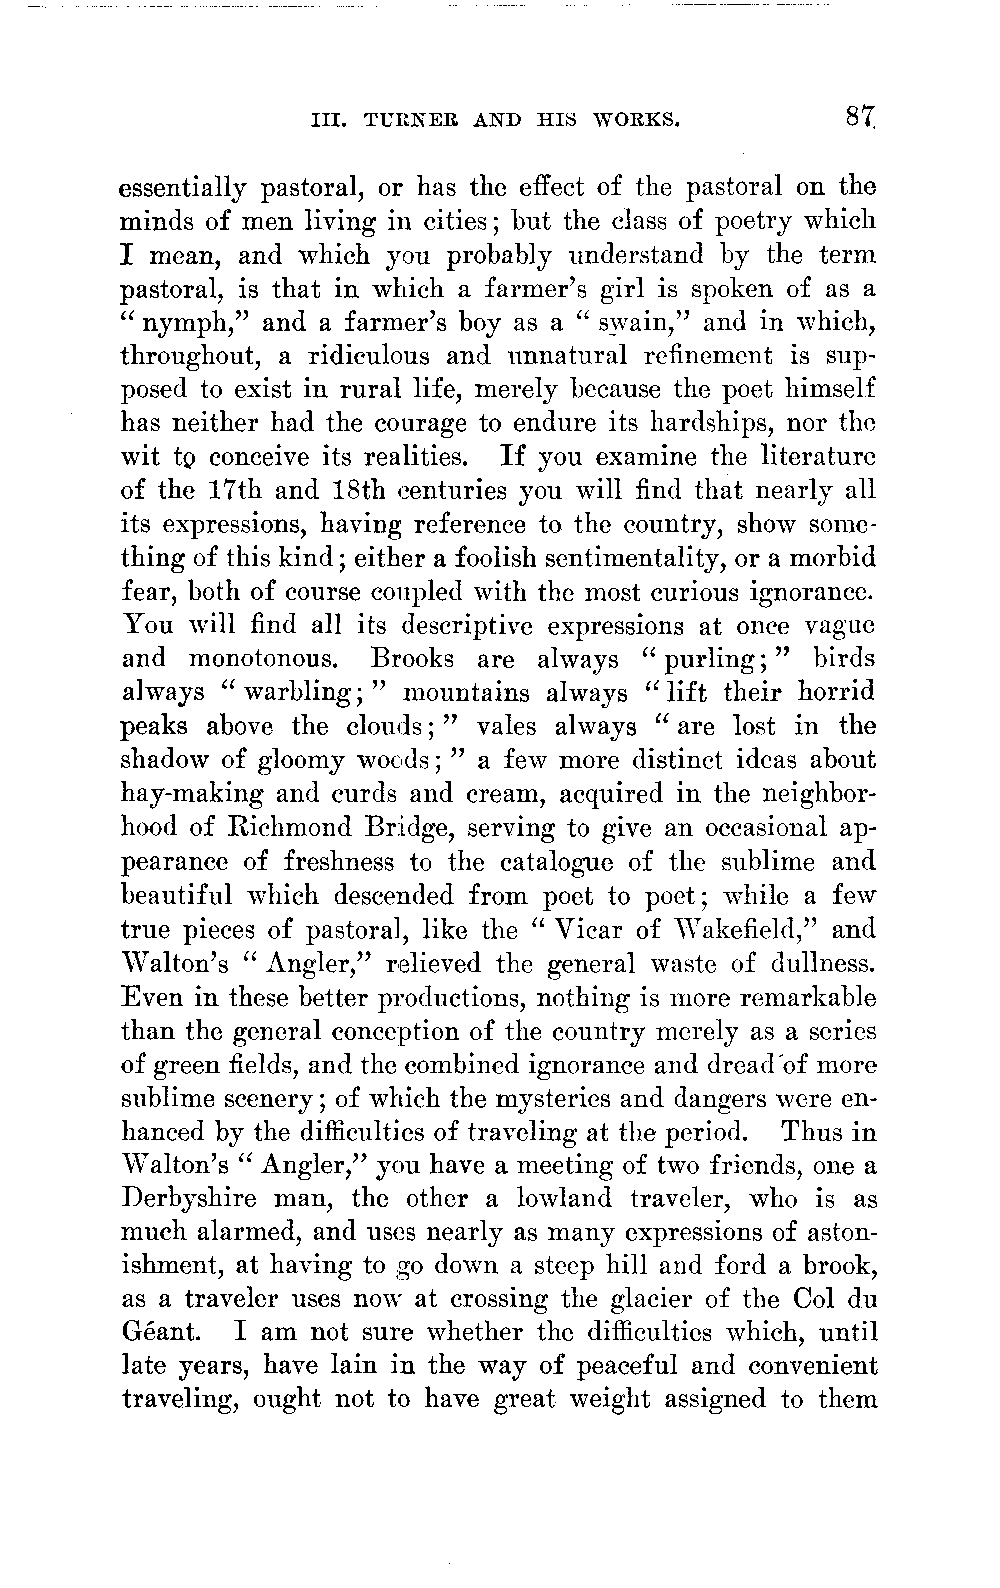 III. TURNER AND HIS WORKS. 87
essentially pastoral, or has the effect of the pastoral on the
minds of men living in cities; but the class of poetry which
I mean, and which you probably understand by the term
pastoral, is that in which a farmer's girl is spoken of as a
“ nymph,” and a farmer's boy as a “ swain,” and in which,
throughout, a ridiculous and unnatural refinement is sup-
posed to exist in rural life, merely because the poet himself
has neither had the courage to endure its hardships, nor the
wit to conceive its realities. If you examine the literature
of the 17th and 18th centuries you will find that nearly all
its expressions, having reference to the country, show some-
thing of this kind; either a foolish sentimentality, or a morbid
fear, both of course coupled with the most curious ignorance.
You will find all its descriptive expressions at once vague
and monotonous. Brooks are always “ purling; ” birds
always “ warbling; ” mountains always “ lift their horrid
peaks above the clouds; ” vales always “ are lost in the
shadow of gloomy woods; ” a few more distinct ideas about
hay-making and curds and cream, acquired in the neighbor-
hood of Richmond Bridge, serving to give an occasional ap-
pearance of freshness to the catalogue of the sublime and
beautiful which descended from poet to poet; while a few
true pieces of pastoral, like the “ Vicar of Wakefield,” and
Walton's “ Angler,” relieved the general waste of dullness.
Even in these better productions, nothing is more remarkable
than the general conception of the country merely as a series
of green fields, and the combined ignorance and dread of more
sublime scenery; of which the mysteries and dangers were en-
hanced by the difficulties of traveling at the period. Thus in
Walton's “ Angler,” you have a meeting of two friends, one a
Derbyshire man, the other a lowland traveler, who is as
much alarmed, and uses nearly as many expressions of aston-
ishment, at having to go down a steep hill and ford a brook,
as a traveler uses now at crossing the glacier of the Col du
Géant. I am not sure whether the difficulties which, until
late years, have lain in the way of peaceful and convenient
traveling, ought not to have great weight assigned to them